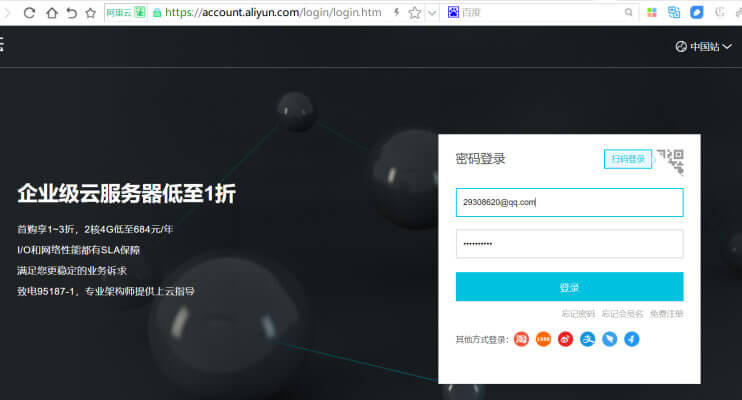 阿里云 https://account.aliyun.com/login/login.htm 百度
中国站
密码登录 扫码登录
29308620@qq.com
企业级云服务器低至1折
首购享1~3折，2核4G低至684元/年
I/O和网络性能都有SLA保障
满足您更稳定的业务诉求
致电95187-1，专业架构师提供上云指导
登录
忘记密码 忘记会员名 免费注册
其他方式登录： 淘 1688 支